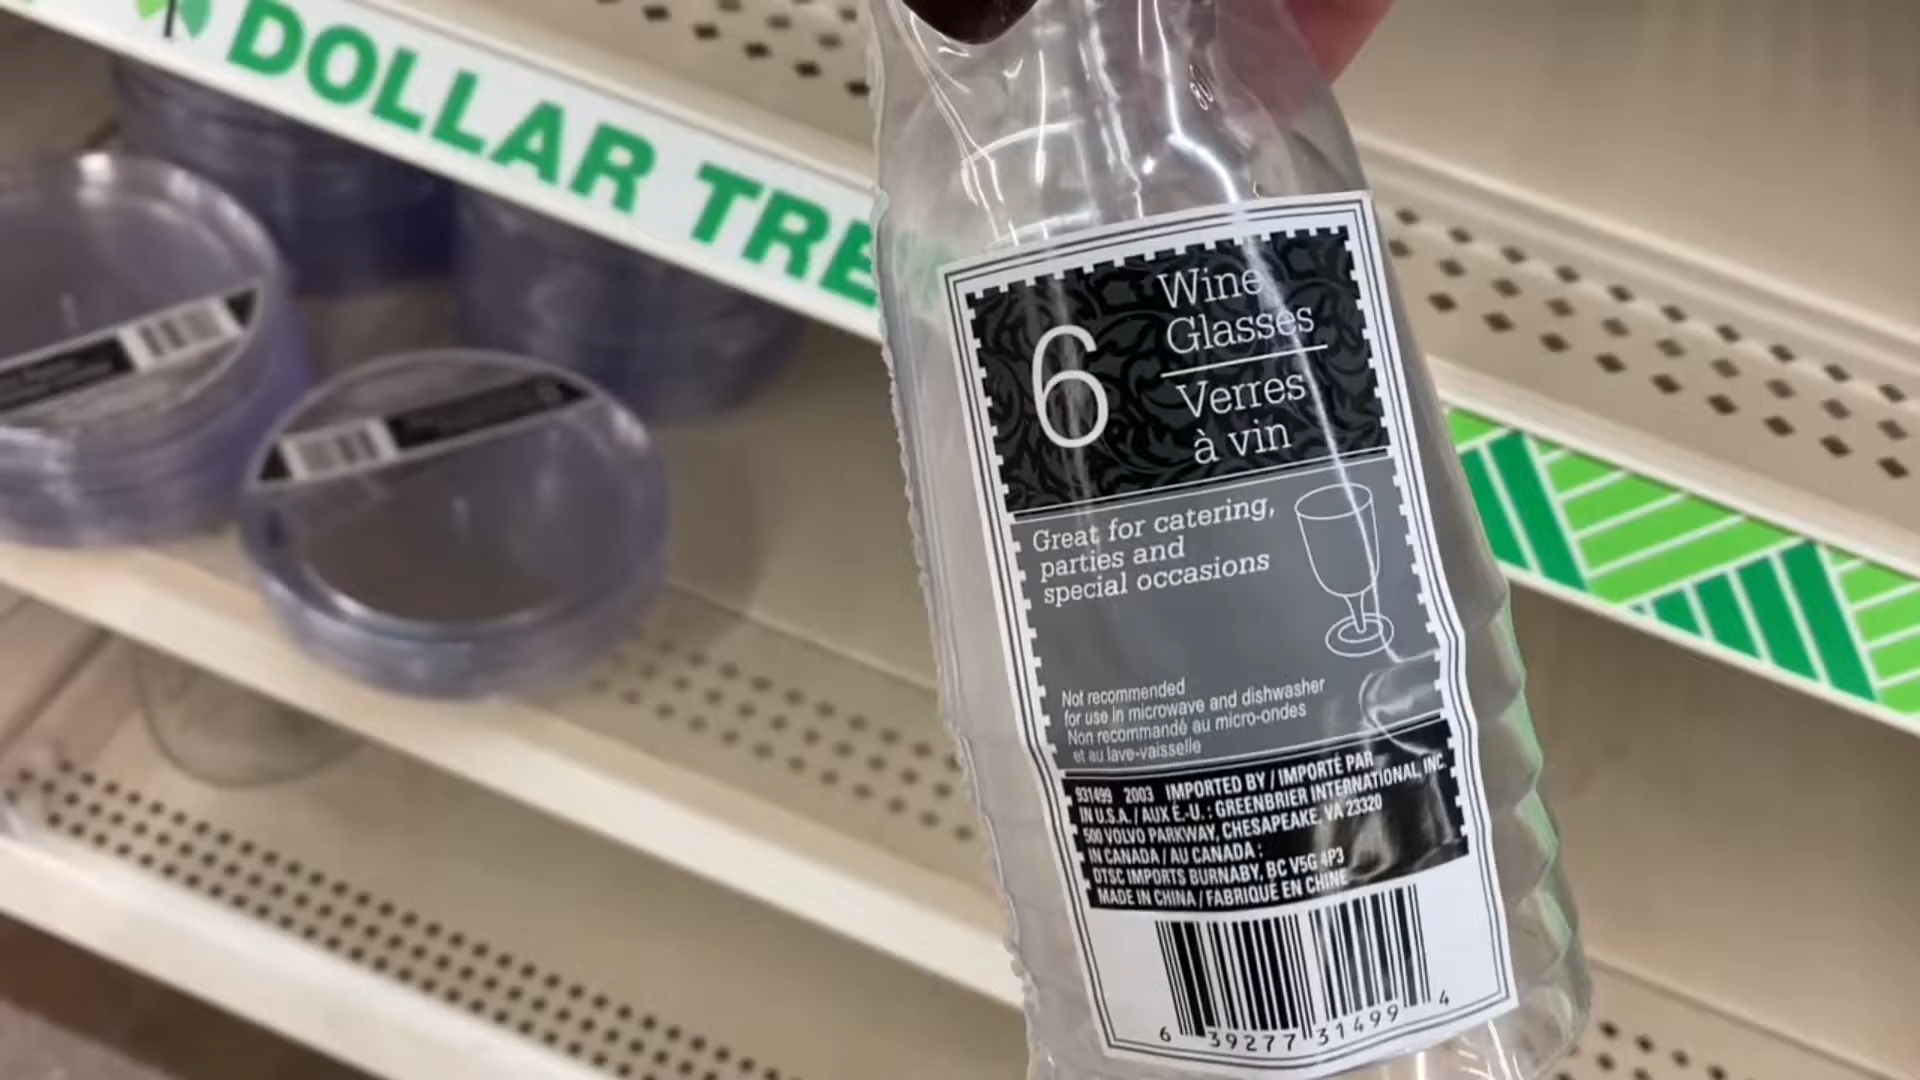 DOLLAR TREE
6
Wine
Glasses
Verres
à vin
Great for catering,
parties and
special occasions
Not recommended
for use in microwave and dishwasher
Non recommandé au micro-ondes
et au lave-vaisselle
931499 2003 IMPORTED BY / IMPORTÉ PAR
IN U.S.A. / AUX É.-U. : GREENBRIER INTERNATIONAL, INC.
500 VOLVO PARKWAY, CHESAPEAKE, VA 23320
IN CANADA / AU CANADA :
DTSC IMPORTS BURNABY, BC V5G 4P3
MADE IN CHINA / FABRIQUÉ EN CHINE
6 39277 31499 4